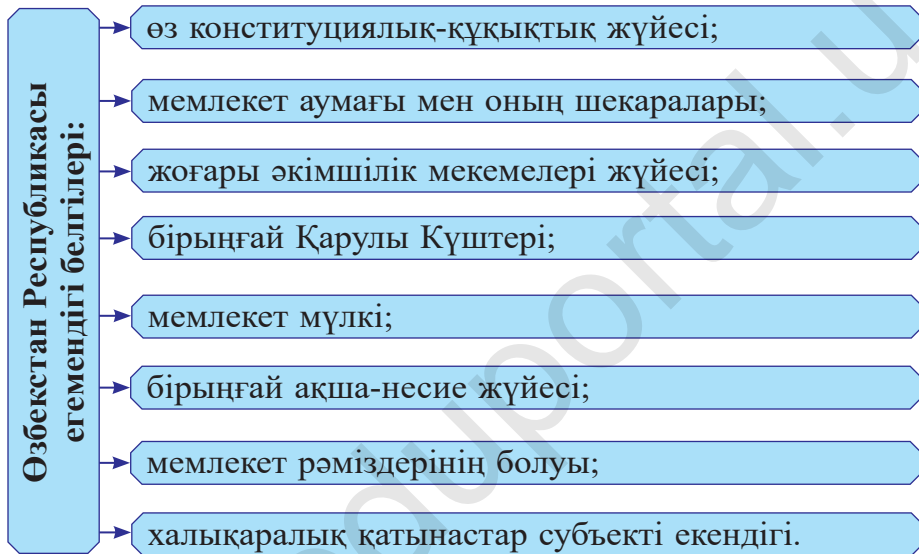 Өзбекстан Республикасы
егемендігі белгілері:
өз конституциялық-құқықтық жүйесі;
мемлекет аумағы мен оның шекаралары;
жоғары әкімшілік мекемелері жүйесі;
бірыңғай Қарулы Күштері;
мемлекет мүлкі;
бірыңғай ақша-несие жүйесі;
мемлекет рәміздерінің болуы;
халықаралық қатынастар субъекті екендігі.
eduportal.u